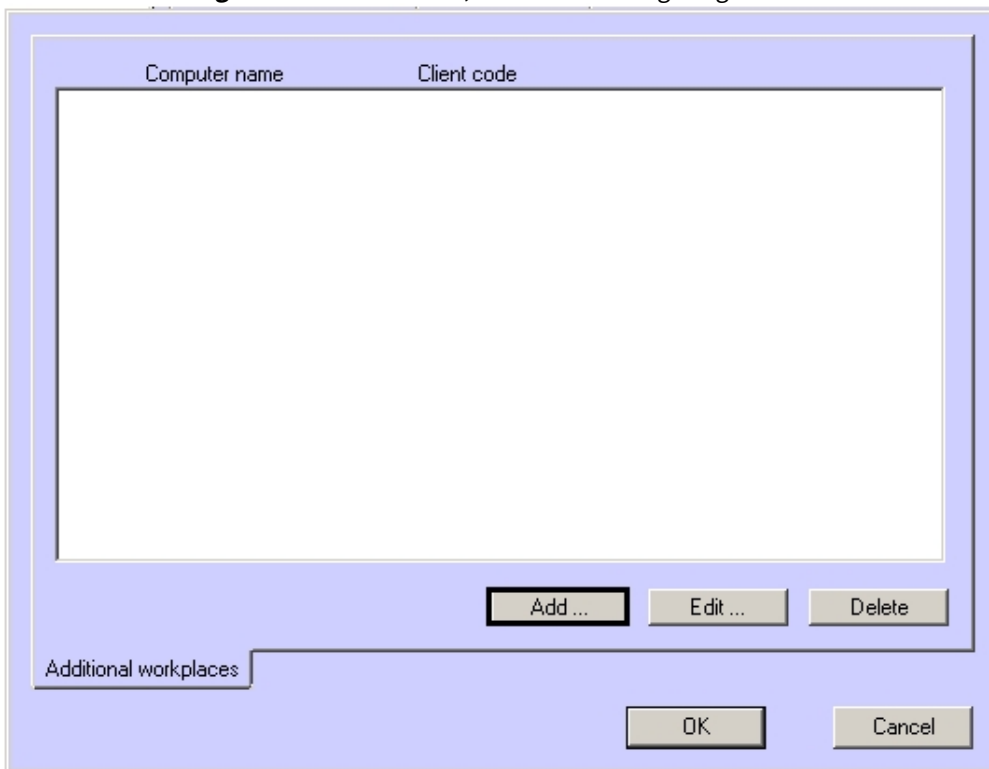 Computer name Client code
Add ... Edit ... Delete
Additional workplaces
OK Cancel